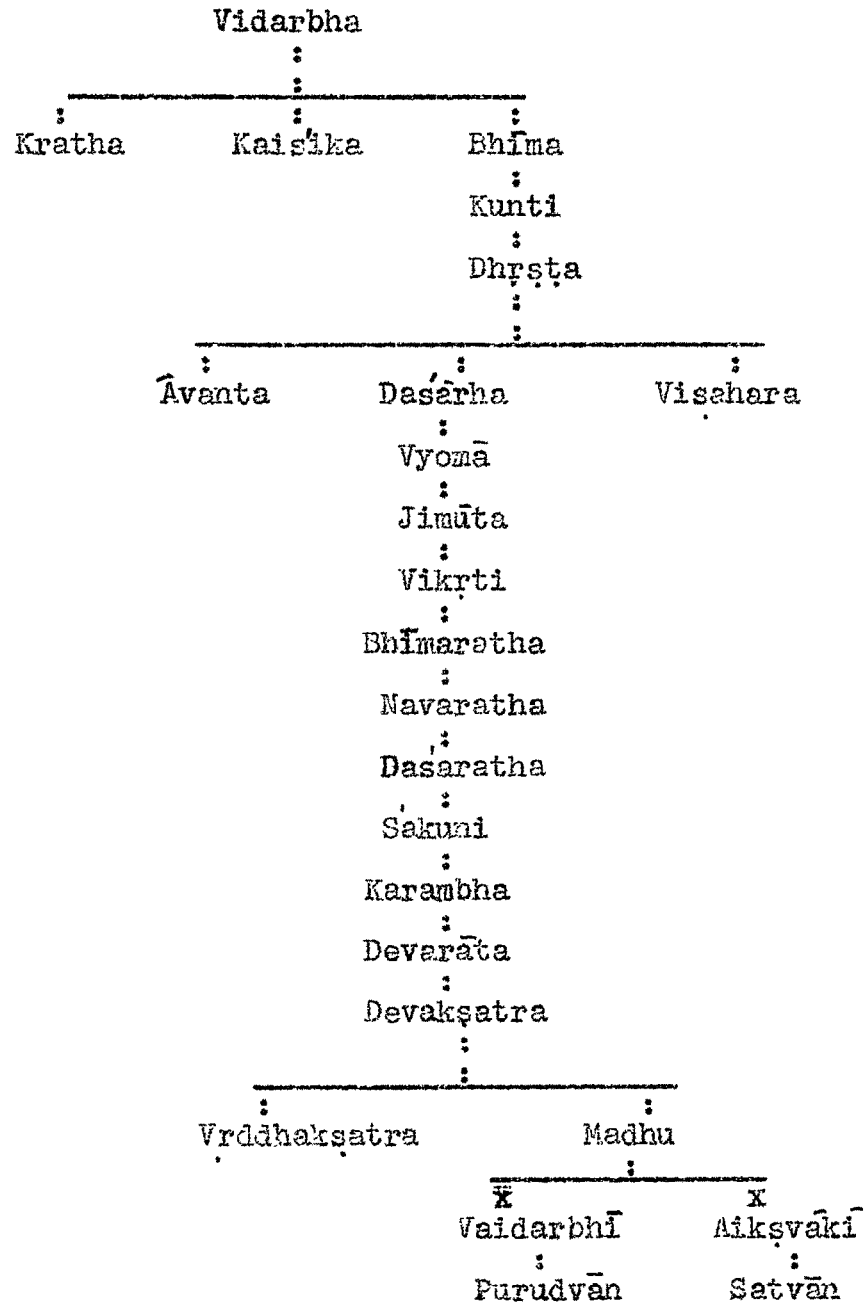 Vidarbha
Kratha Kaiśika Bhīma
Kunti
Dhṛṣṭa
Âvanta Daśārha Viṣahara
Vyomā
Jimūta
Vikṛti
Bhīmaratha
Navaratha
Daśaratha
Śakuni
Karambha
Devarāta
Devakṣatra
Vṛddhakṣatra Madhu
x x
Vaidarbhī Aikṣvākī
Purudvān Satvān